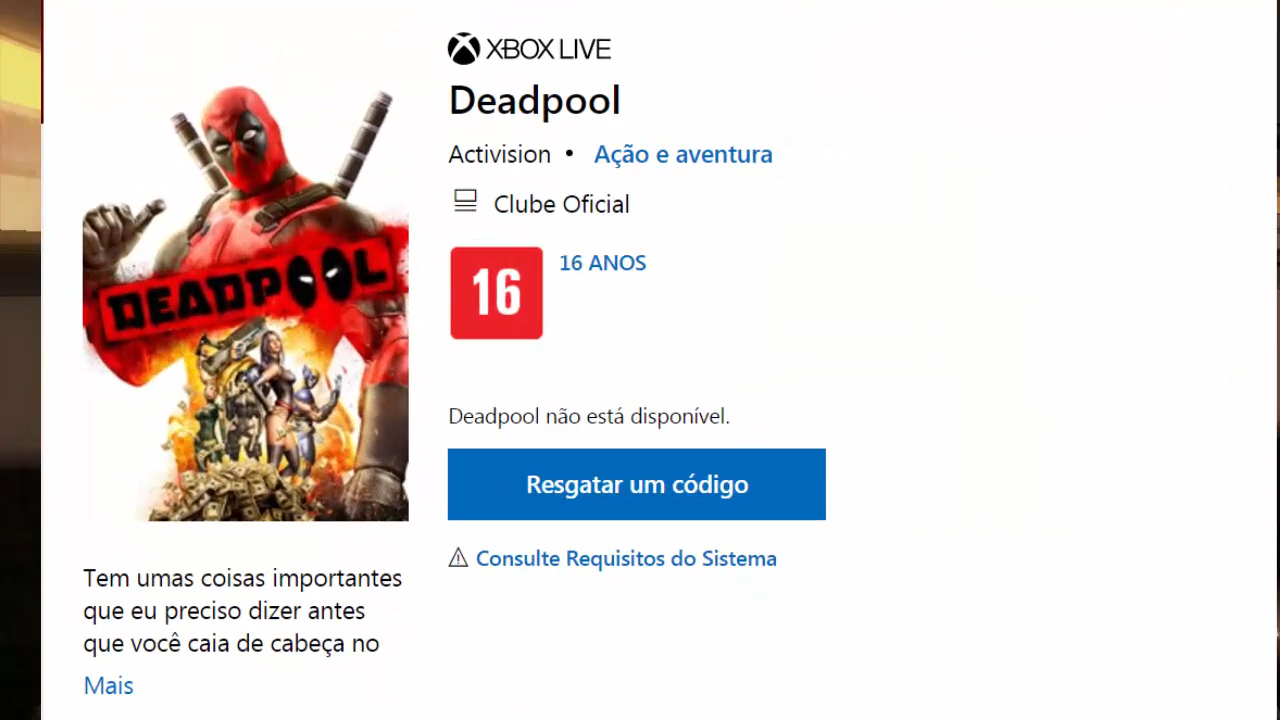 XBOX LIVE
Deadpool
Activision • Ação e aventura
Clube Oficial
16
16 ANOS
DEADPOOL
Deadpool não está disponível.
Resgatar um código
Consulte Requisitos do Sistema
Tem umas coisas importantes
que eu preciso dizer antes
que você caia de cabeça no
Mais